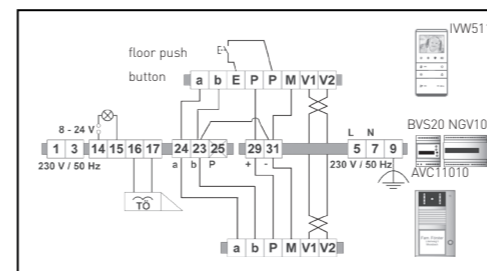 IVW511
floor push
button
E
a b E P P M V1 V2
8 - 24 V
L N
BVS20 NGV10
1 3 14 15 16 17 24 23 25 29 31 5 7 9
230 V / 50 Hz
a b P + -
230 V / 50 Hz
AVC11010
TÖ
a b P M V1 V2